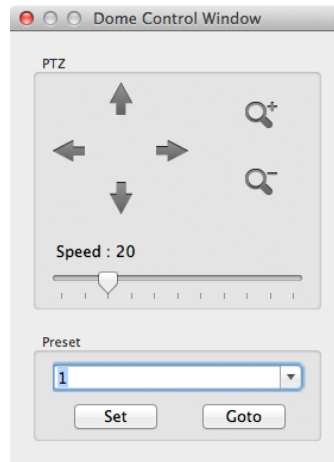 Dome Control Window
PTZ
Speed : 20
Preset
1
Set Goto